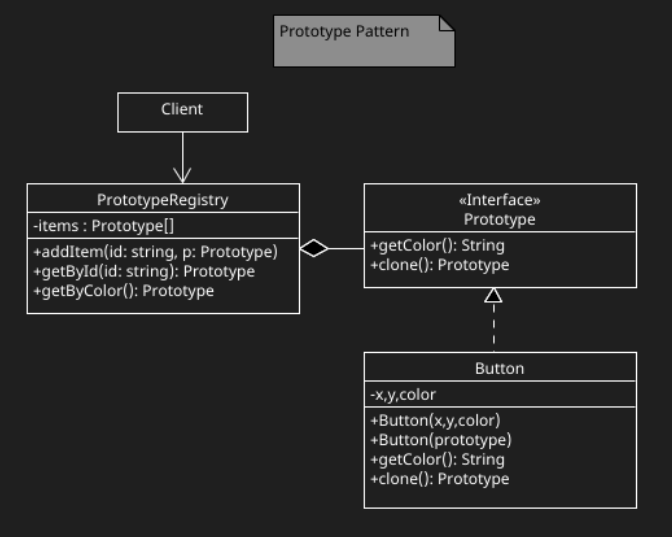 Prototype Pattern
Client
PrototypeRegistry
-items : Prototype[]
+addItem(id: string, p: Prototype)
+getById(id: string): Prototype
+getByColor(): Prototype
«Interface»
Prototype
+getColor(): String
+clone(): Prototype
Button
-x,y,color
+Button(x,y,color)
+Button(prototype)
+getColor(): String
+clone(): Prototype